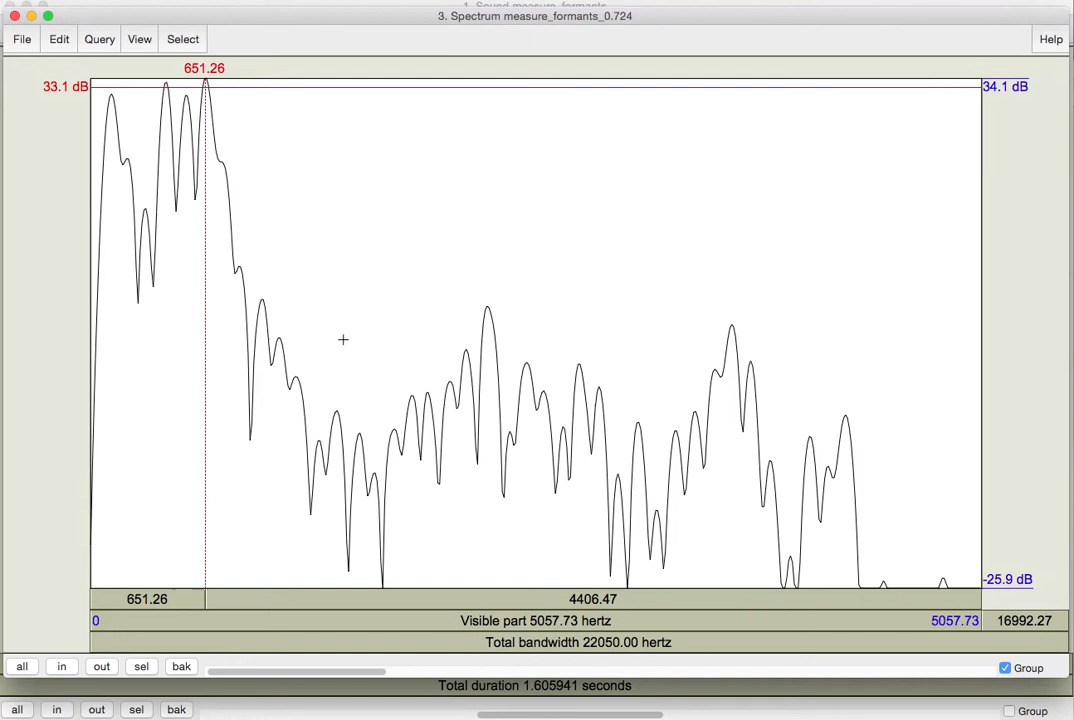 1. Sound measure_formants
3. Spectrum measure_formants_0.724
File Edit Query View Select Help
651.26
33.1 dB 34.1 dB
-25.9 dB
651.26 4406.47
0 Visible part 5057.73 hertz 5057.73 16992.27
Total bandwidth 22050.00 hertz
all in out sel bak Group
Total duration 1.605941 seconds
all in out sel bak Group